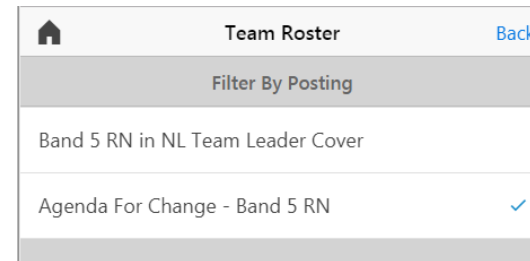 Team Roster Back
Filter By Posting
Band 5 RN in NL Team Leader Cover
Agenda For Change - Band 5 RN